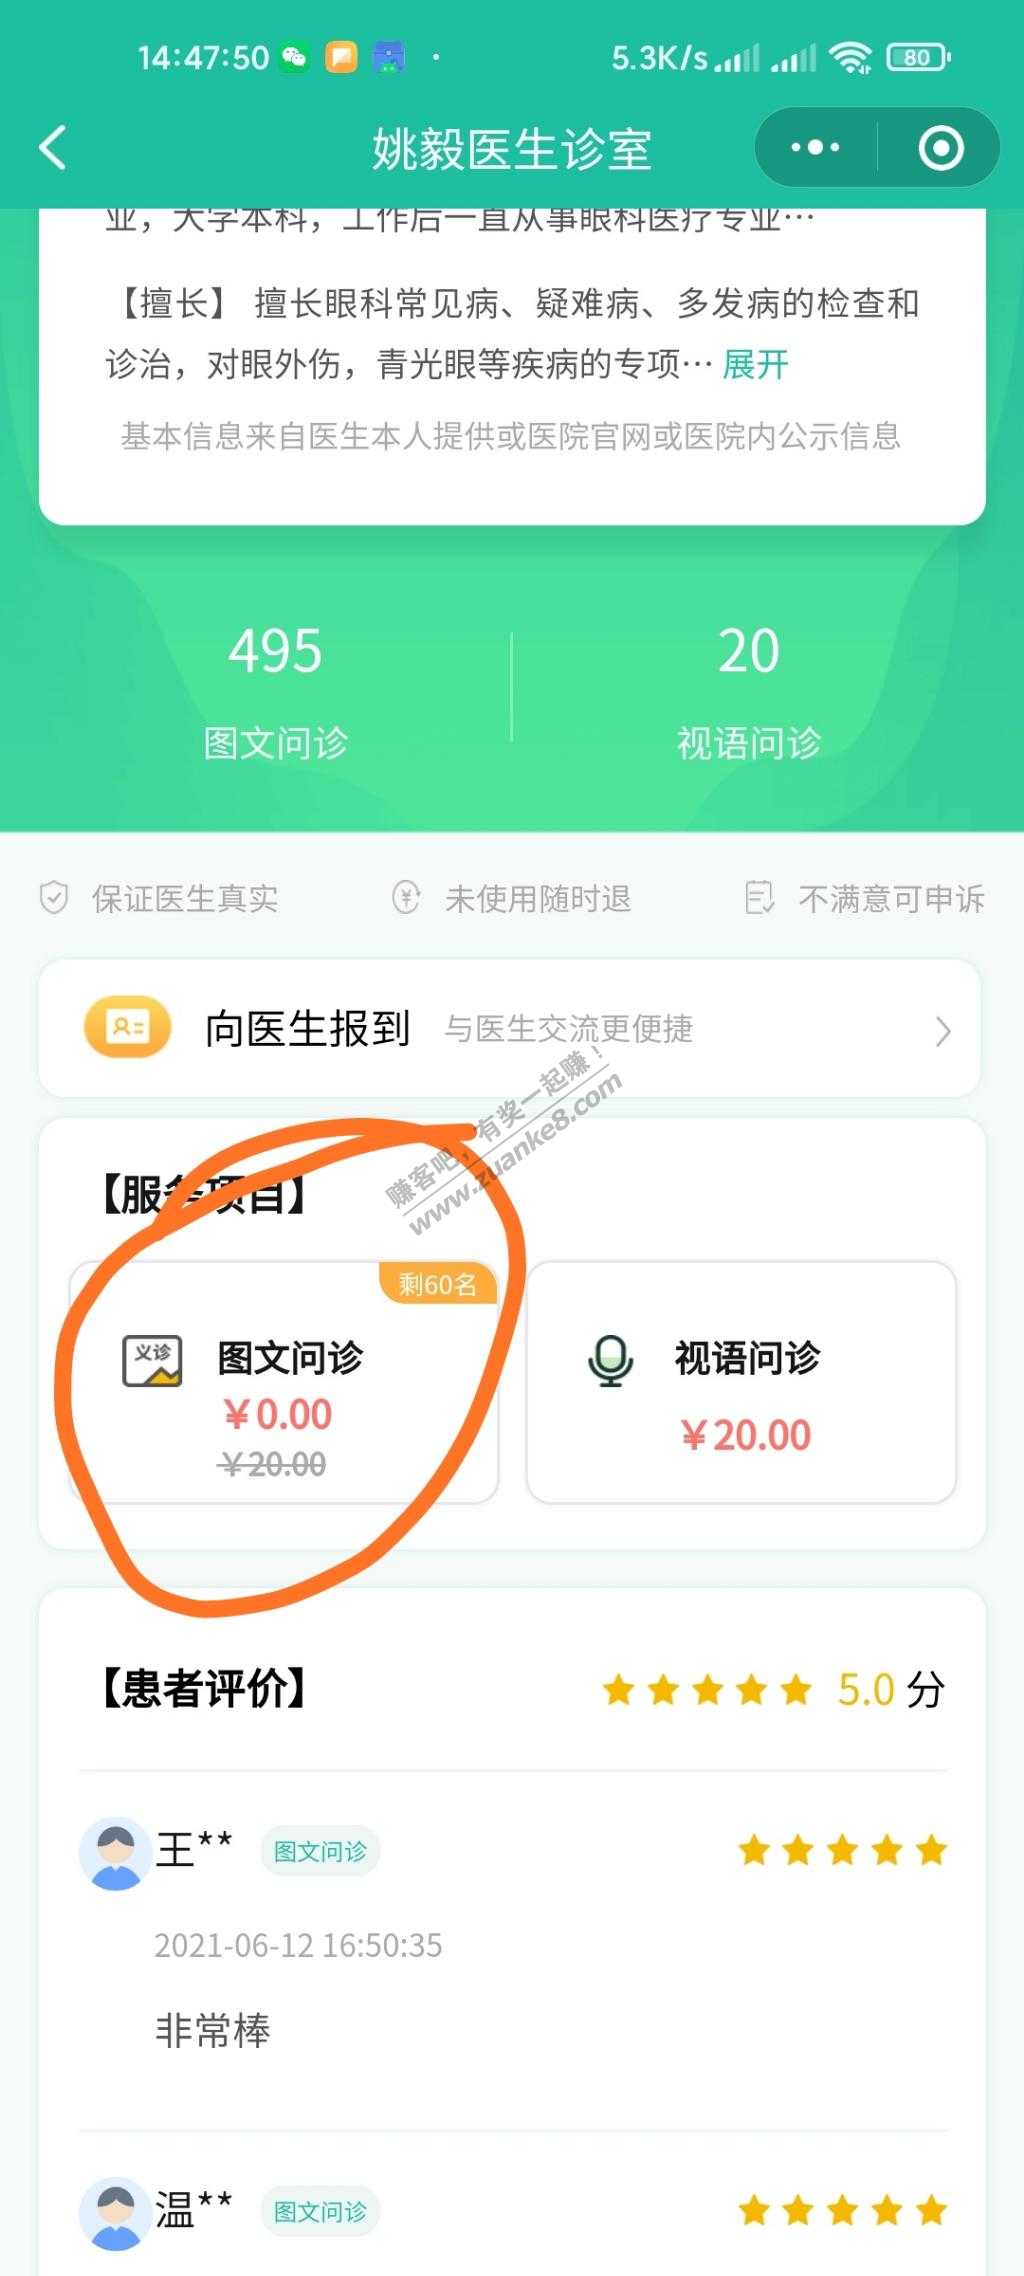 14:47:50
5.3K/s
80
姚毅医生诊室
业，大学本科，工作后一直从事眼科医疗专业…
【擅长】 擅长眼科常见病、疑难病、多发病的检查和
诊治，对眼外伤，青光眼等疾病的专项… 展开
基本信息来自医生本人提供或医院官网或医院内公示信息
495
20
图文问诊
视语问诊
保证医生真实
未使用随时退
不满意可申诉
向医生报到 与医生交流更便捷
赚客吧，有奖一起赚！
www.zuanke8.com
【服务项目】
剩60名
义诊
图文问诊
¥0.00
¥20.00
视语问诊
¥20.00
【患者评价】
5.0 分
王** 图文问诊
2021-06-12 16:50:35
非常棒
温** 图文问诊